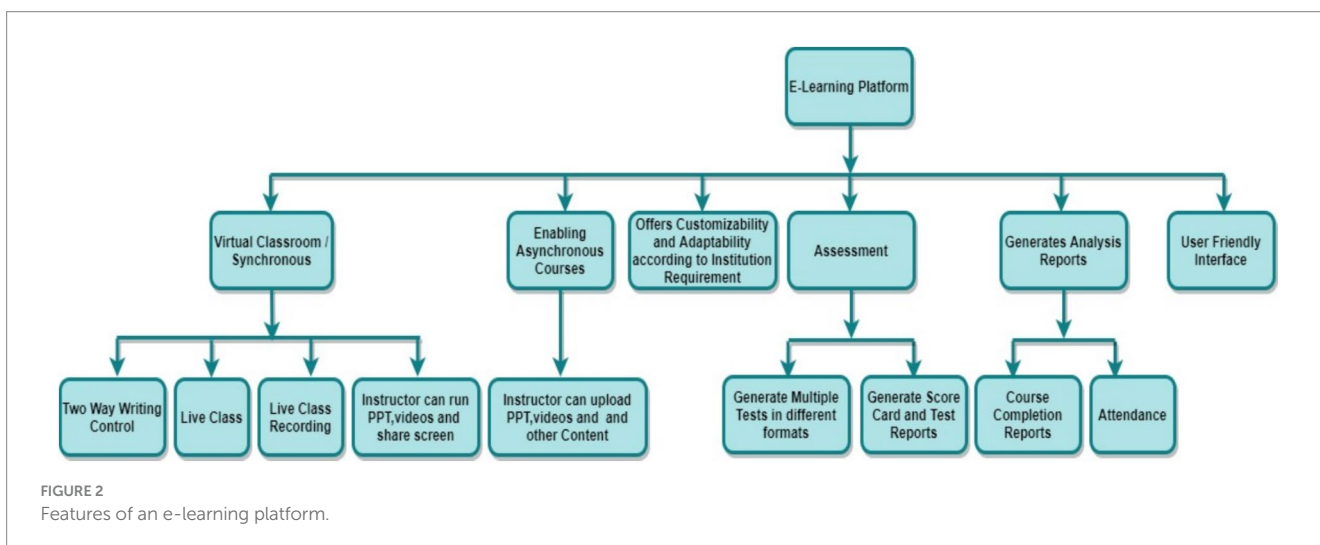 E-Learning Platform
Virtual Classroom /
Synchronous
Enabling
Asynchronous
Courses
Offers Customizability
and Adaptability
according to Institution
Requirement
Assessment
Generates Analysis
Reports
User Friendly
Interface
Two Way Writing
Control
Live Class
Live Class
Recording
Instructor can run
PPT,videos and
share screen
Instructor can upload
PPT,videos and and
other Content
Generate Multiple
Tests in different
formats
Generate Score
Card and Test
Reports
Course
Completion
Reports
Attendance
FIGURE 2
Features of an e-learning platform.